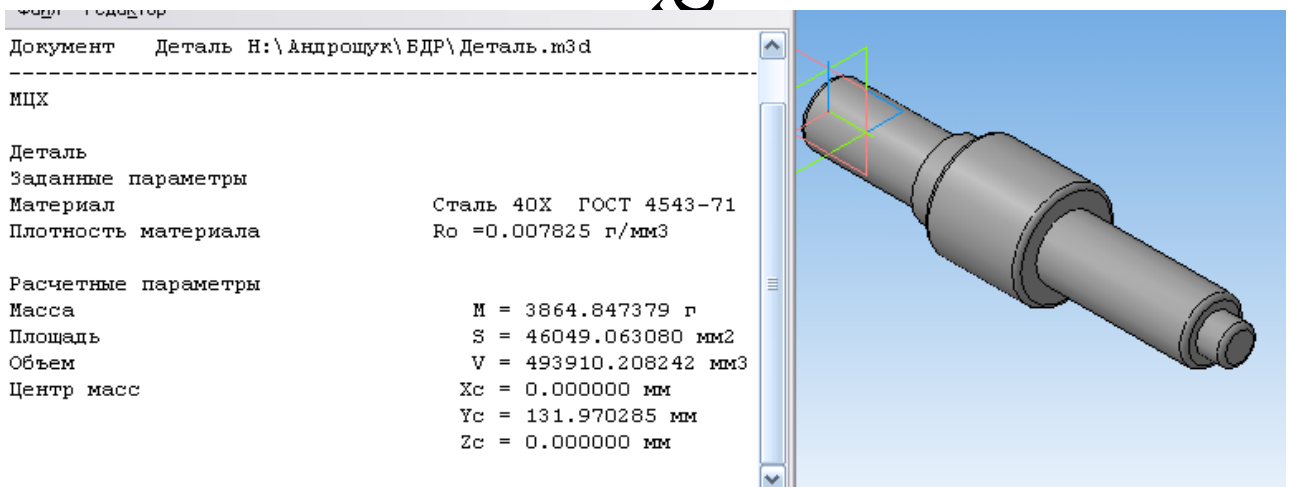 Документ Деталь H:\Андрощук\БДР\Деталь.m3d
МЦХ
Деталь
Заданные параметры
Материал Сталь 40Х ГОСТ 4543-71
Плотность материала Ro =0.007825 г/мм3
Расчетные параметры
Масса M = 3864.847379 г
Площадь S = 46049.063080 мм2
Объем V = 493910.208242 мм3
Центр масс Xc = 0.000000 мм
Yc = 131.970285 мм
Zc = 0.000000 мм